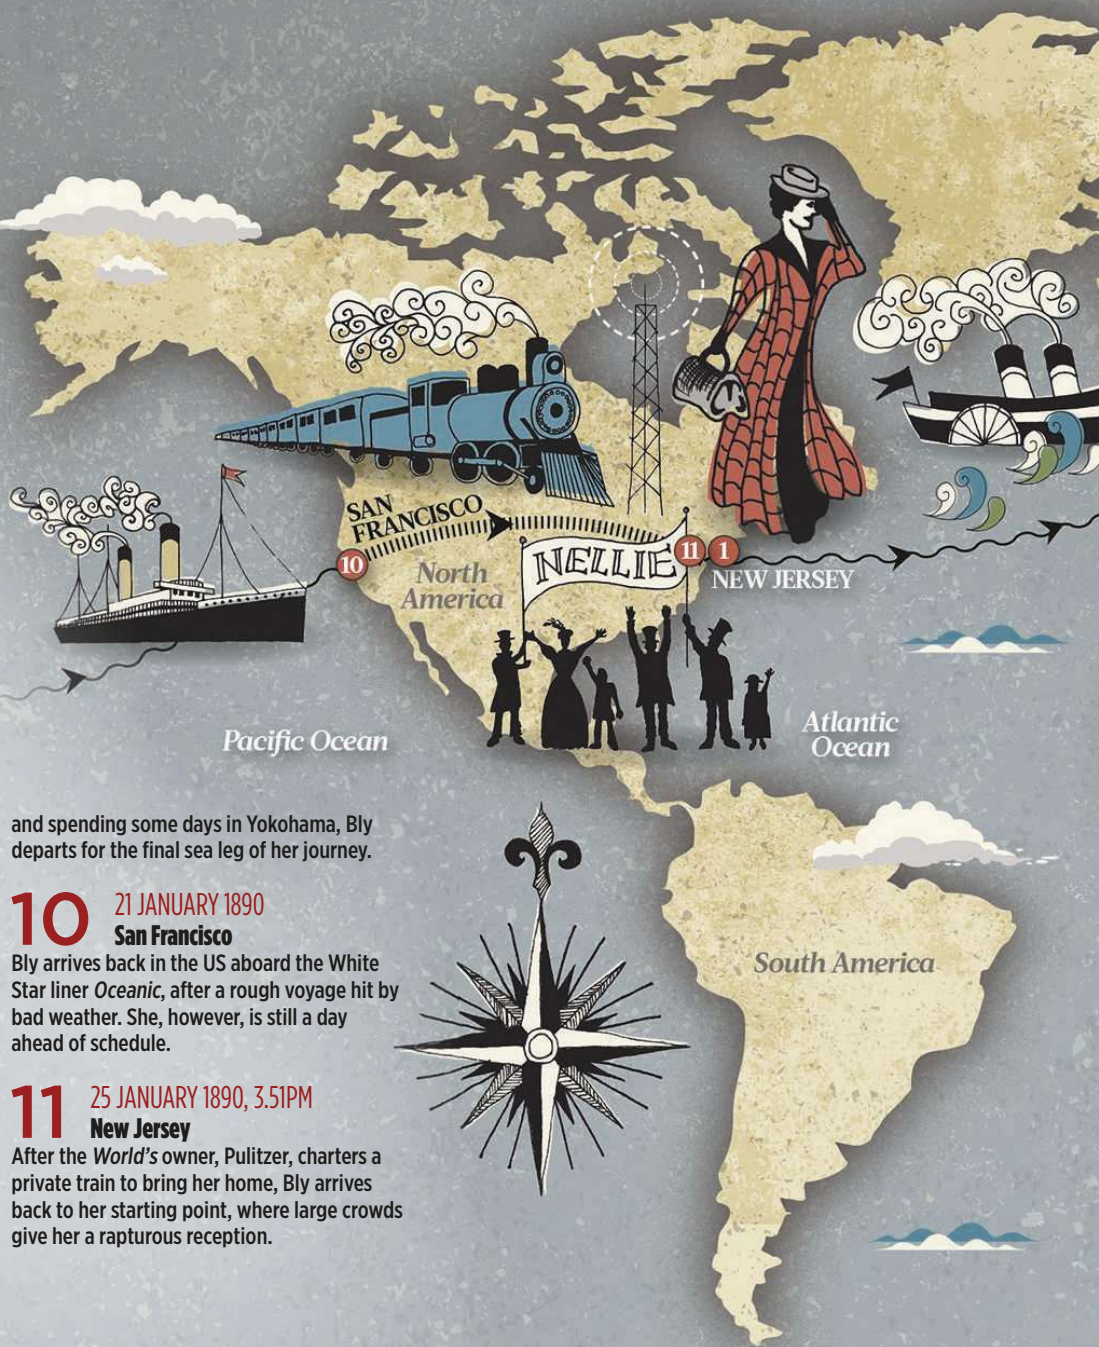 SAN
FRANCISCO
10
North
America
NELLIE
11
1
NEW JERSEY
Pacific Ocean
Atlantic
Ocean
South America
and spending some days in Yokohama, Bly
departs for the final sea leg of her journey.
10
21 JANUARY 1890
San Francisco
Bly arrives back in the US aboard the White
Star liner Oceanic, after a rough voyage hit by
bad weather. She, however, is still a day
ahead of schedule.
11
25 JANUARY 1890, 3.51PM
New Jersey
After the World's owner, Pulitzer, charters a
private train to bring her home, Bly arrives
back to her starting point, where large crowds
give her a rapturous reception.